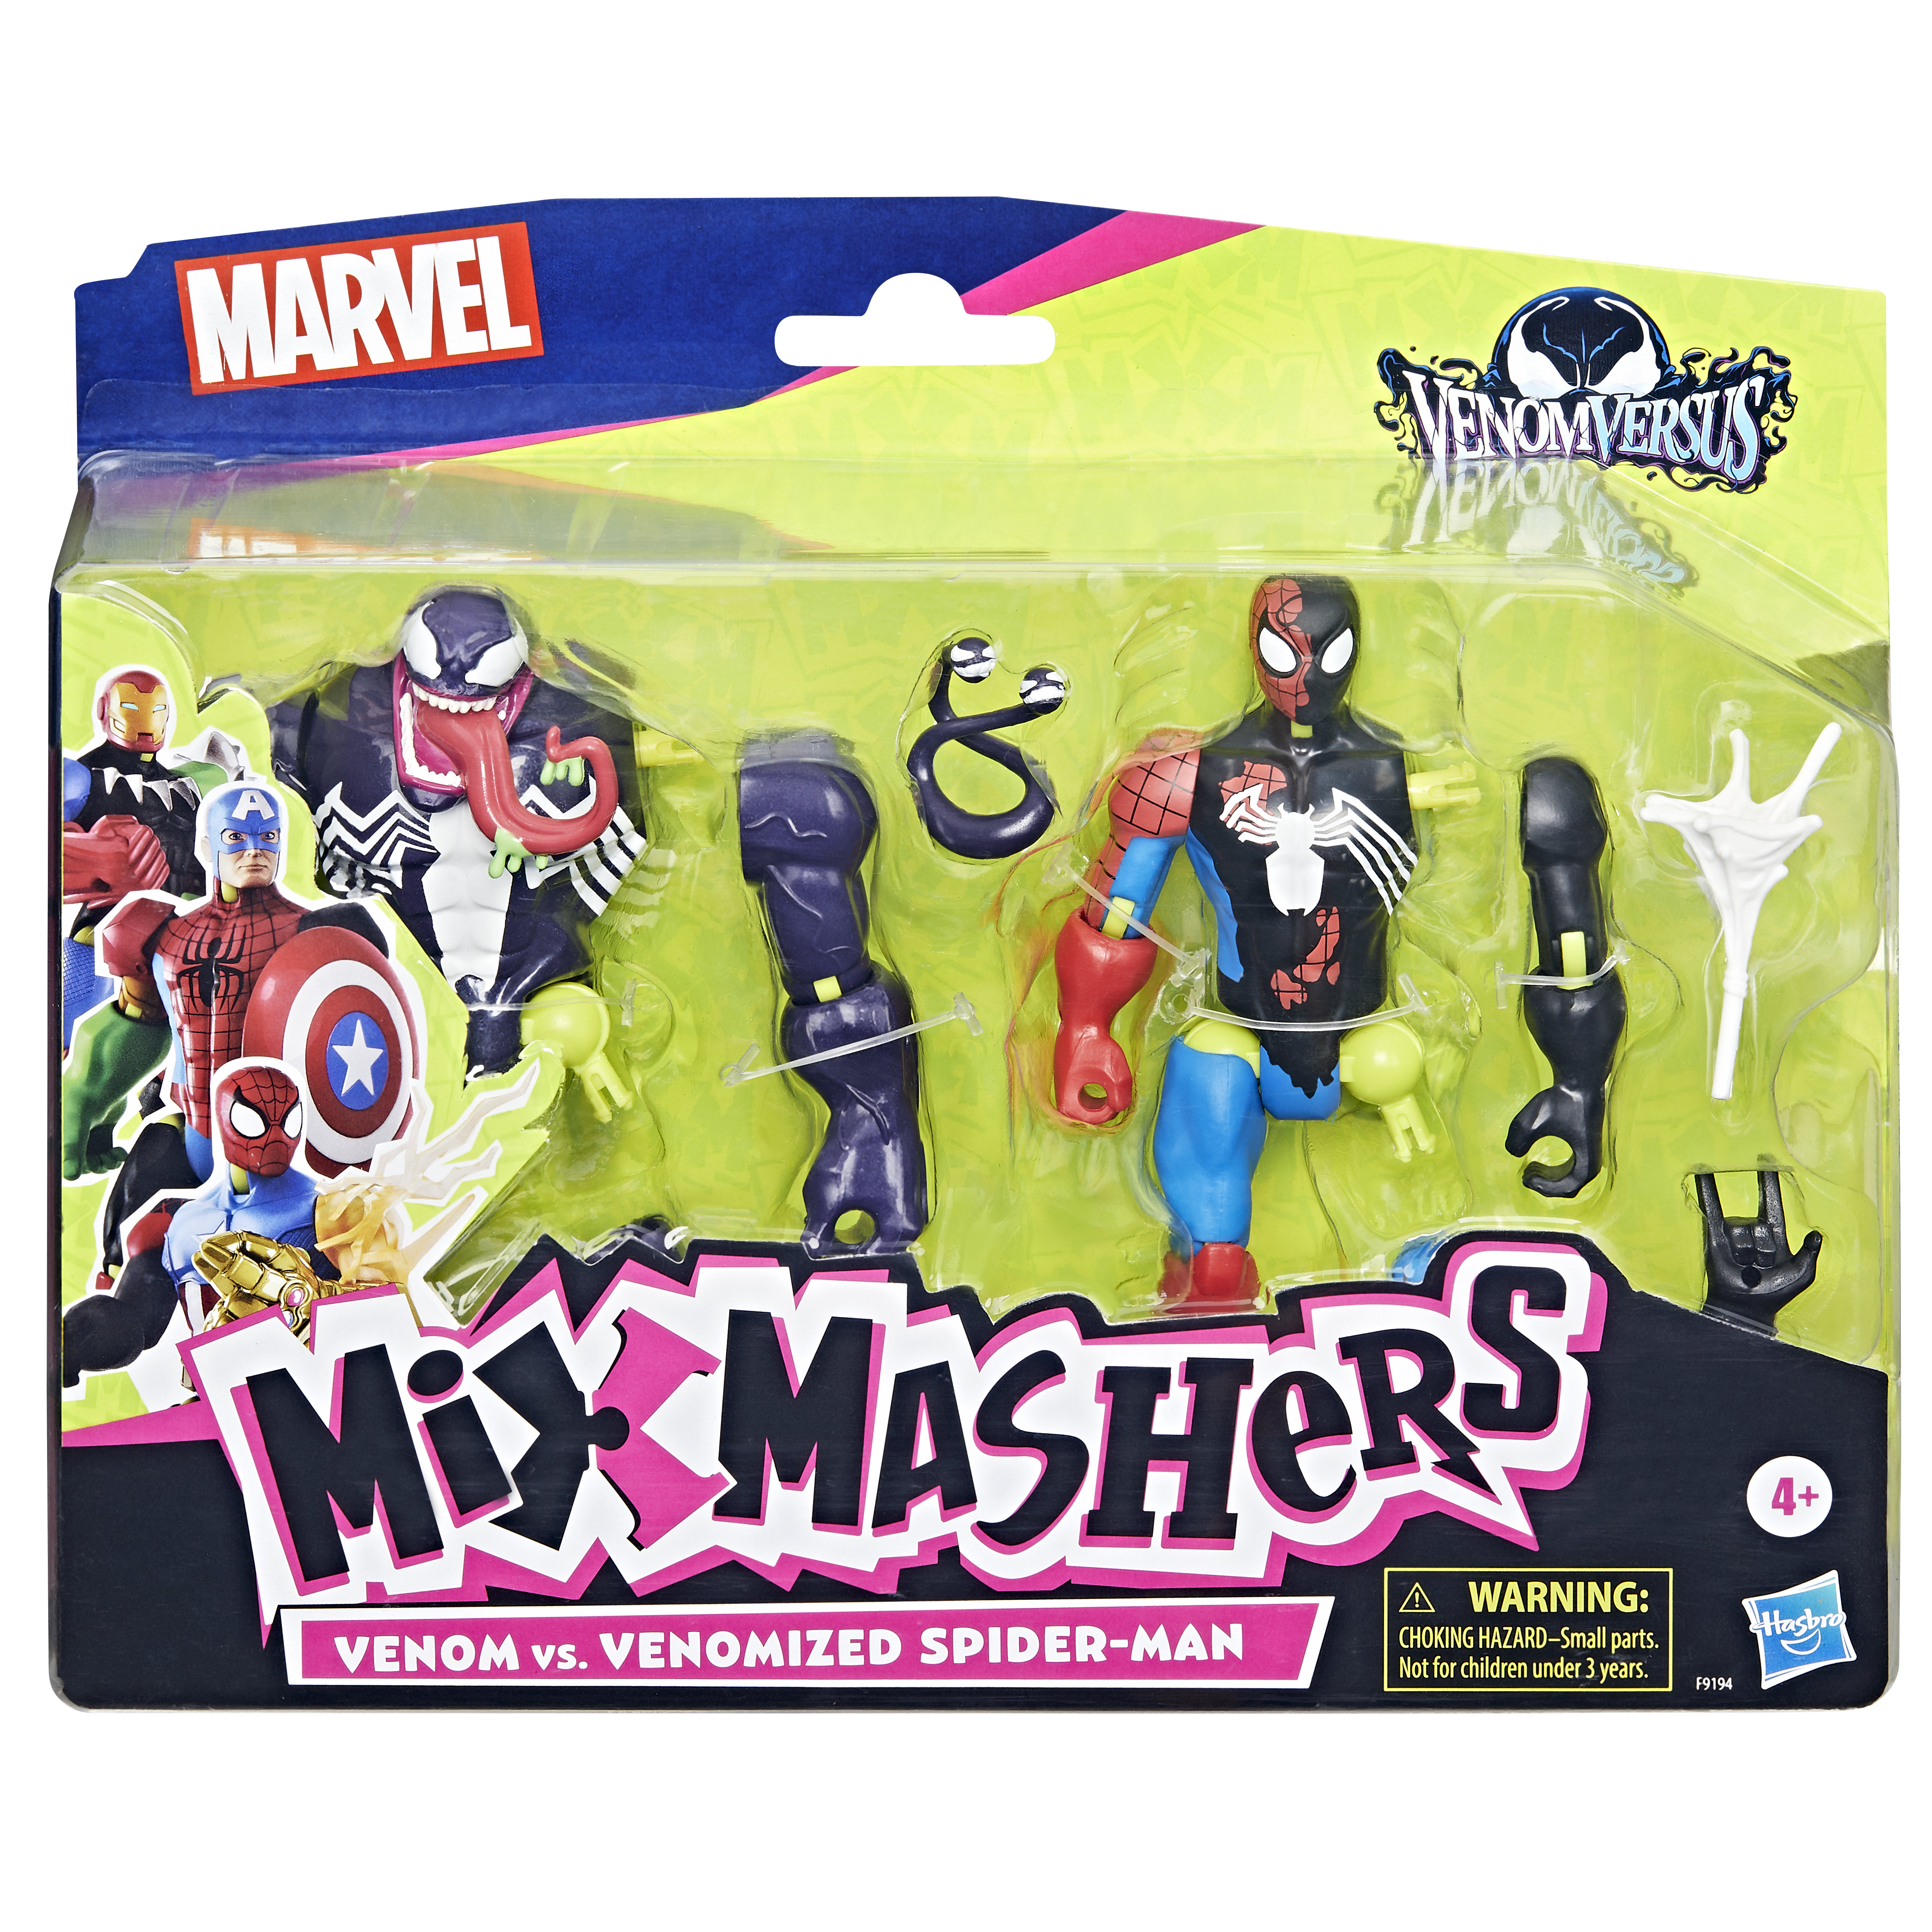 MARVEL
VENOMVERSUS
A
MiXMASHeRS
VENOM vs. VENOMIZED SPIDER-MAN
4+
WARNING:
CHOKING HAZARD–Small parts.
Not for children under 3 years.
F9194
Hasbro